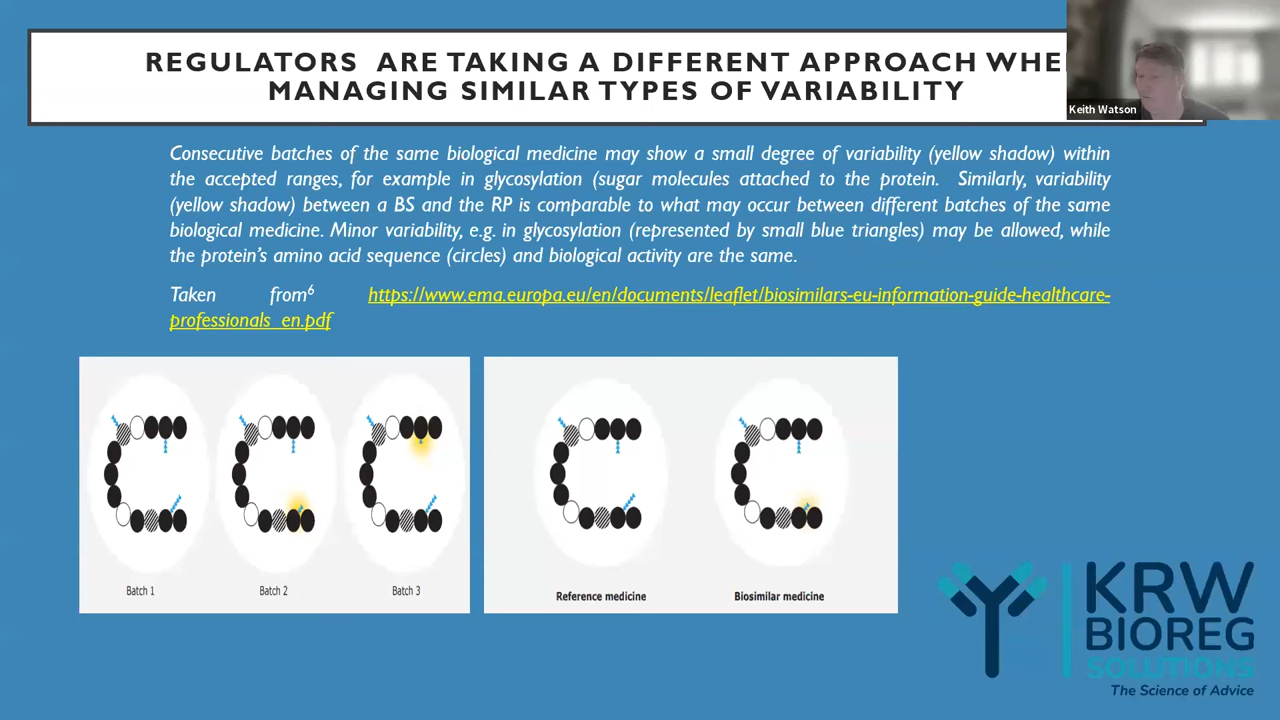 REGULATORS ARE TAKING A DIFFERENT APPROACH WHE
MANAGING SIMILAR TYPES OF VARIABILITY
Keith Watson
Consecutive batches of the same biological medicine may show a small degree of variability (yellow shadow) within
the accepted ranges, for example in glycosylation (sugar molecules attached to the protein. Similarly, variability
(yellow shadow) between a BS and the RP is comparable to what may occur between different batches of the same
biological medicine. Minor variability, e.g. in glycosylation (represented by small blue triangles) may be allowed, while
the protein's amino acid sequence (circles) and biological activity are the same.
Taken from6 https://www.ema.europa.eu/en/documents/leaflet/biosimilars-eu-information-guide-healthcare-
professionals_en.pdf
Batch 1 Batch 2 Batch 3
Reference medicine Biosimilar medicine
KRW
BIOREG
SOLUTIONS
The Science of Advice